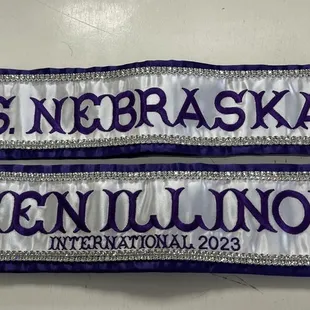 S. NEBRASKA
EEN ILLINOI
INTERNATIONAL 2023